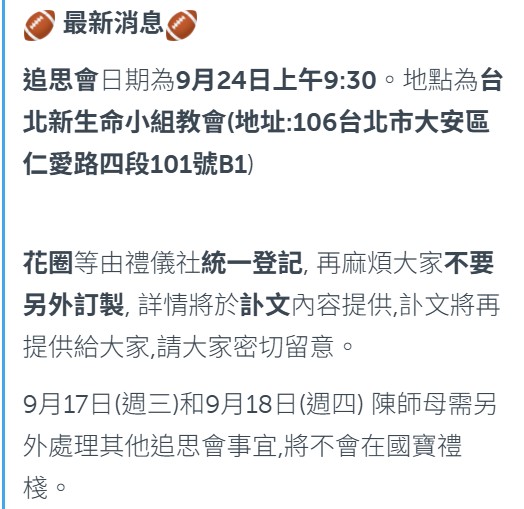 🏈 最新消息🏈
追思會日期為9月24日上午9:30。地點為台
北新生命小組教會(地址:106台北市大安區
仁愛路四段101號B1)
花圈等由禮儀社統一登記, 再麻煩大家不要
另外訂製, 詳情將於訃文內容提供,訃文將再
提供給大家,請大家密切留意。
9月17日(週三)和9月18日(週四) 陳師母需另
外處理其他追思會事宜,將不會在國寶禮
棧。